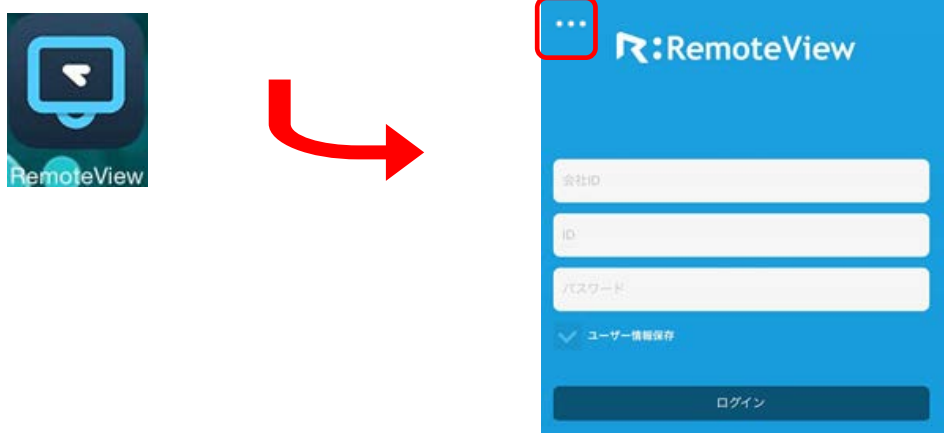 RemoteView
R:RemoteView
会社ID
ID
パスワード
ユーザー情報保存
ログイン